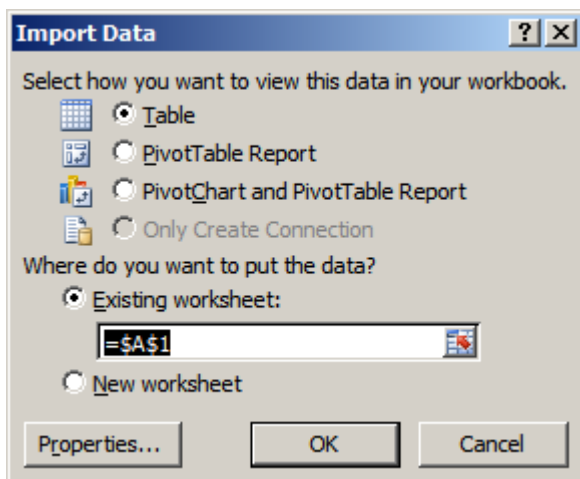 Import Data
Select how you want to view this data in your workbook.
Table
PivotTable Report
PivotChart and PivotTable Report
Only Create Connection
Where do you want to put the data?
Existing worksheet:
=$A$1
New worksheet
Properties... OK Cancel